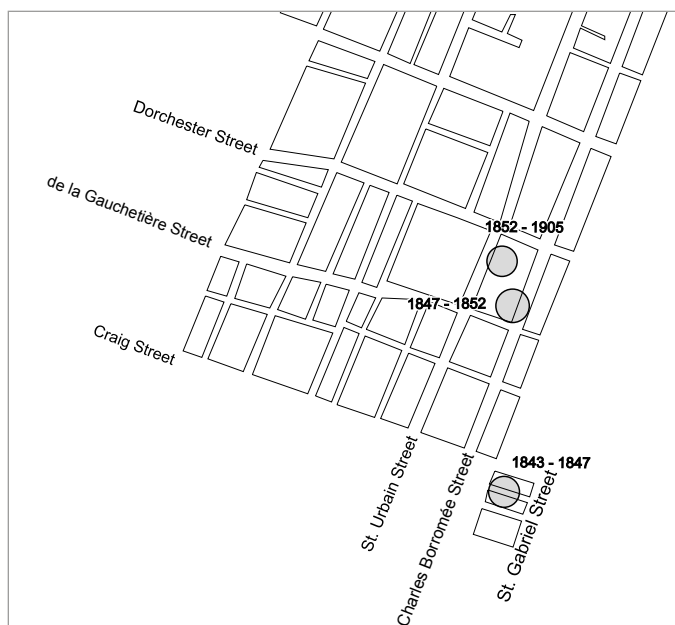 Dorchester Street
de la Gauchetière Street
1852 - 1905
1847 - 1852
Craig Street
1843 - 1847
St. Urbain Street
Charles Borromée Street
St. Gabriel Street